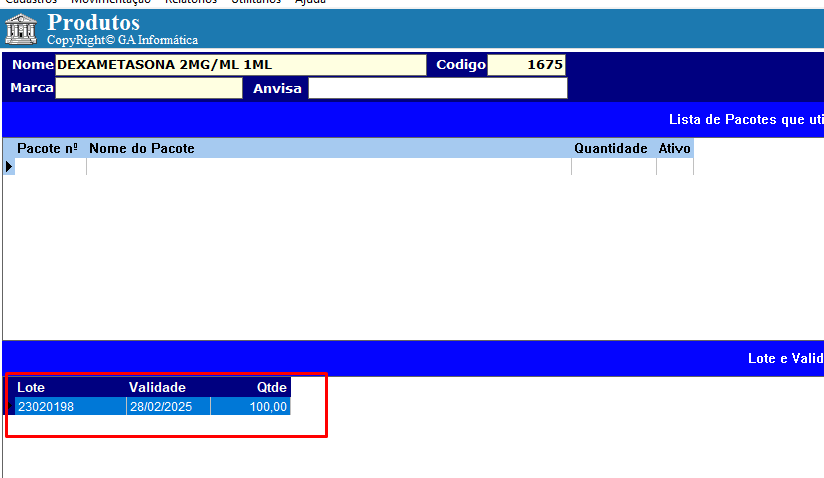 Cadastros Movimentação Relatórios Utilitários Ajuda
Produtos
CopyRight© GA Informática
Nome DEXAMETASONA 2MG/ML 1ML Codigo 1675
Marca Anvisa
Lista de Pacotes que uti
Pacote nº Nome do Pacote Quantidade Ativo
Lote e Valid
Lote Validade Qtde
23020198 28/02/2025 100,00